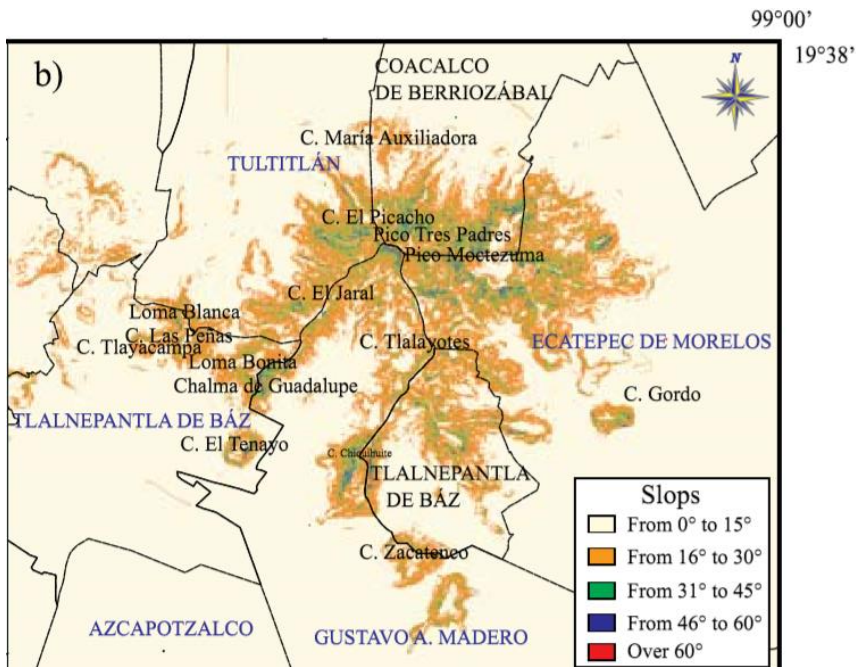 99°00’
19°38’
b)
N
COACALCO
DE BERRIOZÁBAL
C. María Auxiliadora
TULTITLÁN
C. El Picacho
Pico Tres Padres
Pico Moctezuma
C. El Jaral
Loma Blanca
C. Las Peñas
C. Tlayacampa
C. Tlalayotes
ECATEPEC DE MORELOS
Loma Bonita
Chalma de Guadalupe
C. Gordo
TLALNEPANTLA DE BÁZ
C. El Tenayo
C. Chiquihuite
TLALNEPANTLA
DE BÁZ
C. Zacatenco
AZCAPOTZALCO
GUSTAVO A. MADERO
Slops
From 0° to 15°
From 16° to 30°
From 31° to 45°
From 46° to 60°
Over 60°